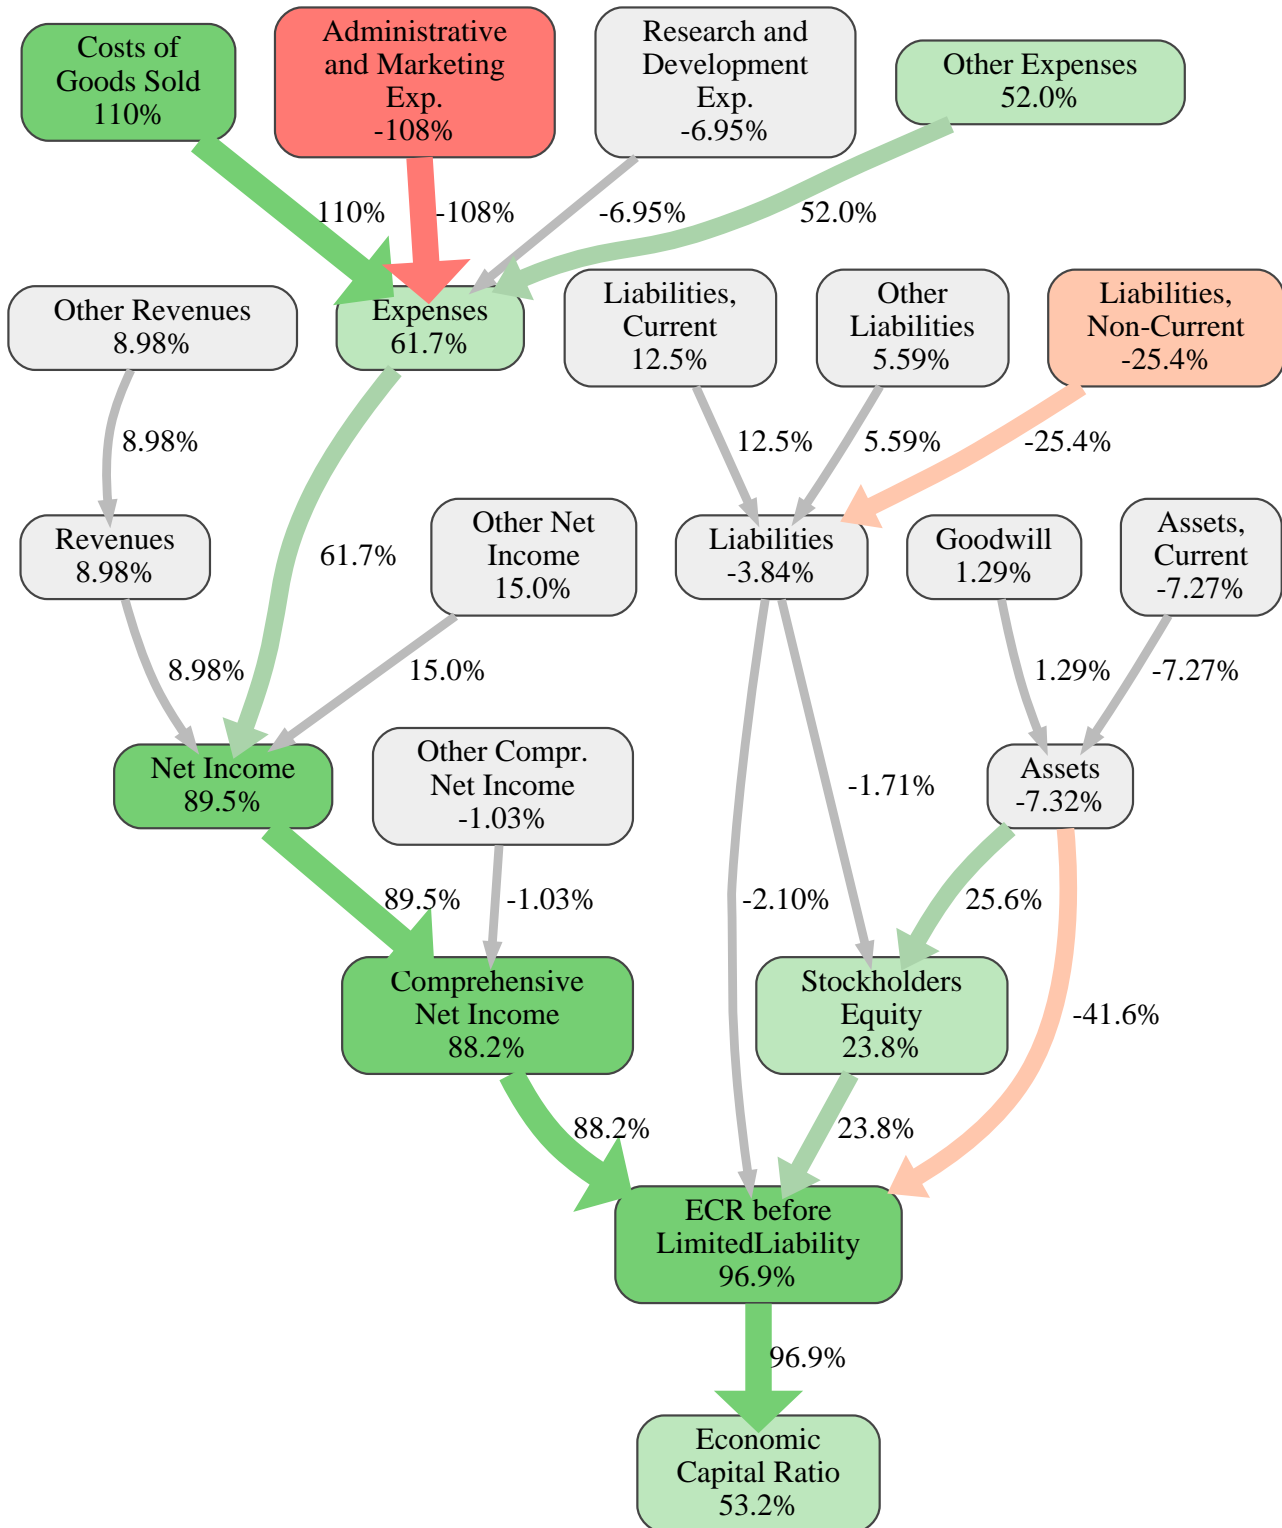 Costs of
Goods Sold
110%
Administrative
and Marketing
Exp.
-108%
Research and
Development
Exp.
-6.95%
Other Expenses
52.0%
110%
-108%
-6.95%
52.0%
Other Revenues
8.98%
Expenses
61.7%
Liabilities,
Current
12.5%
Other
Liabilities
5.59%
Liabilities,
Non-Current
-25.4%
8.98%
12.5%
5.59%
-25.4%
Revenues
8.98%
61.7%
Other Net
Income
15.0%
Liabilities
-3.84%
Goodwill
1.29%
Assets,
Current
-7.27%
8.98%
15.0%
1.29%
-7.27%
Net Income
89.5%
Other Compr.
Net Income
-1.03%
-1.71%
Assets
-7.32%
89.5%
-1.03%
-2.10%
25.6%
Comprehensive
Net Income
88.2%
Stockholders
Equity
23.8%
-41.6%
88.2%
23.8%
ECR before
LimitedLiability
96.9%
96.9%
Economic
Capital Ratio
53.2%